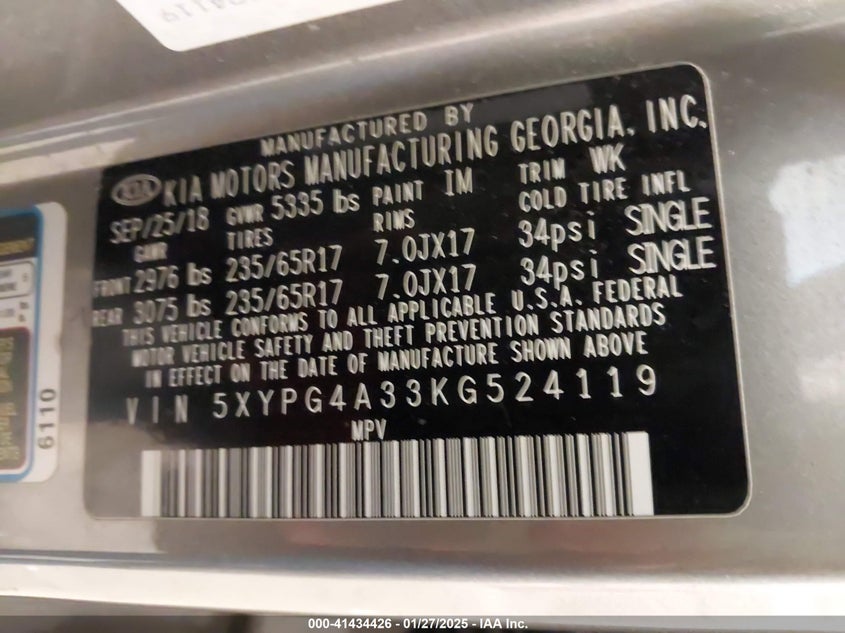 MANUFACTURED BY
KIA KIA MOTORS MANUFACTURING GEORGIA, INC.
SEP/25/18 GVWR 5335 lbs PAINT IM TRIM WK
GAWR TIRES RIMS COLD TIRE INFL
FRONT 2976 lbs 235/65R17 7.0JX17 34psi SINGLE
REAR 3075 lbs 235/65R17 7.0JX17 34psi SINGLE
THIS VEHICLE CONFORMS TO ALL APPLICABLE U.S.A. FEDERAL
MOTOR VEHICLE SAFETY AND THEFT PREVENTION STANDARDS
IN EFFECT ON THE DATE OF MANUFACTURE SHOWN ABOVE
VIN 5XYPG4A33KG524119
MPV
6110
000-41434426 - 01/27/2025 - IAA Inc.